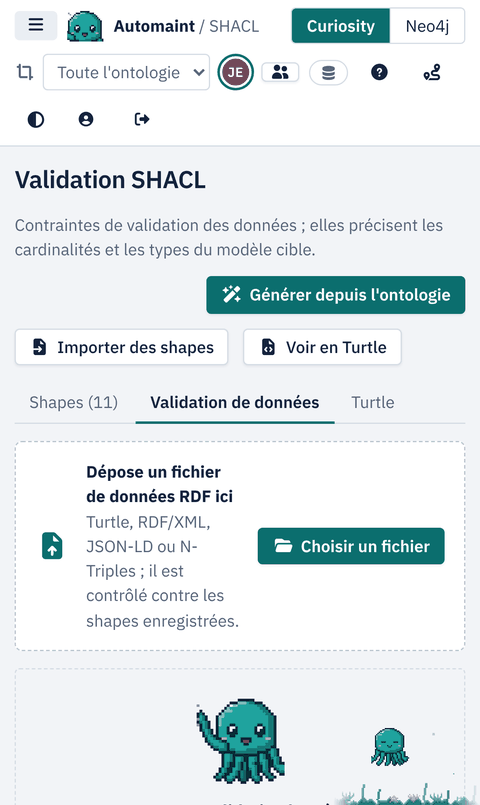 Automaint / SHACL
Curiosity
Neo4j
Toute l'ontologie
JE
Validation SHACL
Contraintes de validation des données ; elles précisent les
cardinalités et les types du modèle cible.
Générer depuis l'ontologie
Importer des shapes
Voir en Turtle
Shapes (11)
Validation de données
Turtle
Dépose un fichier
de données RDF ici
Turtle, RDF/XML,
JSON-LD ou N-
Triples ; il est
contrôlé contre les
shapes enregistrées.
Choisir un fichier